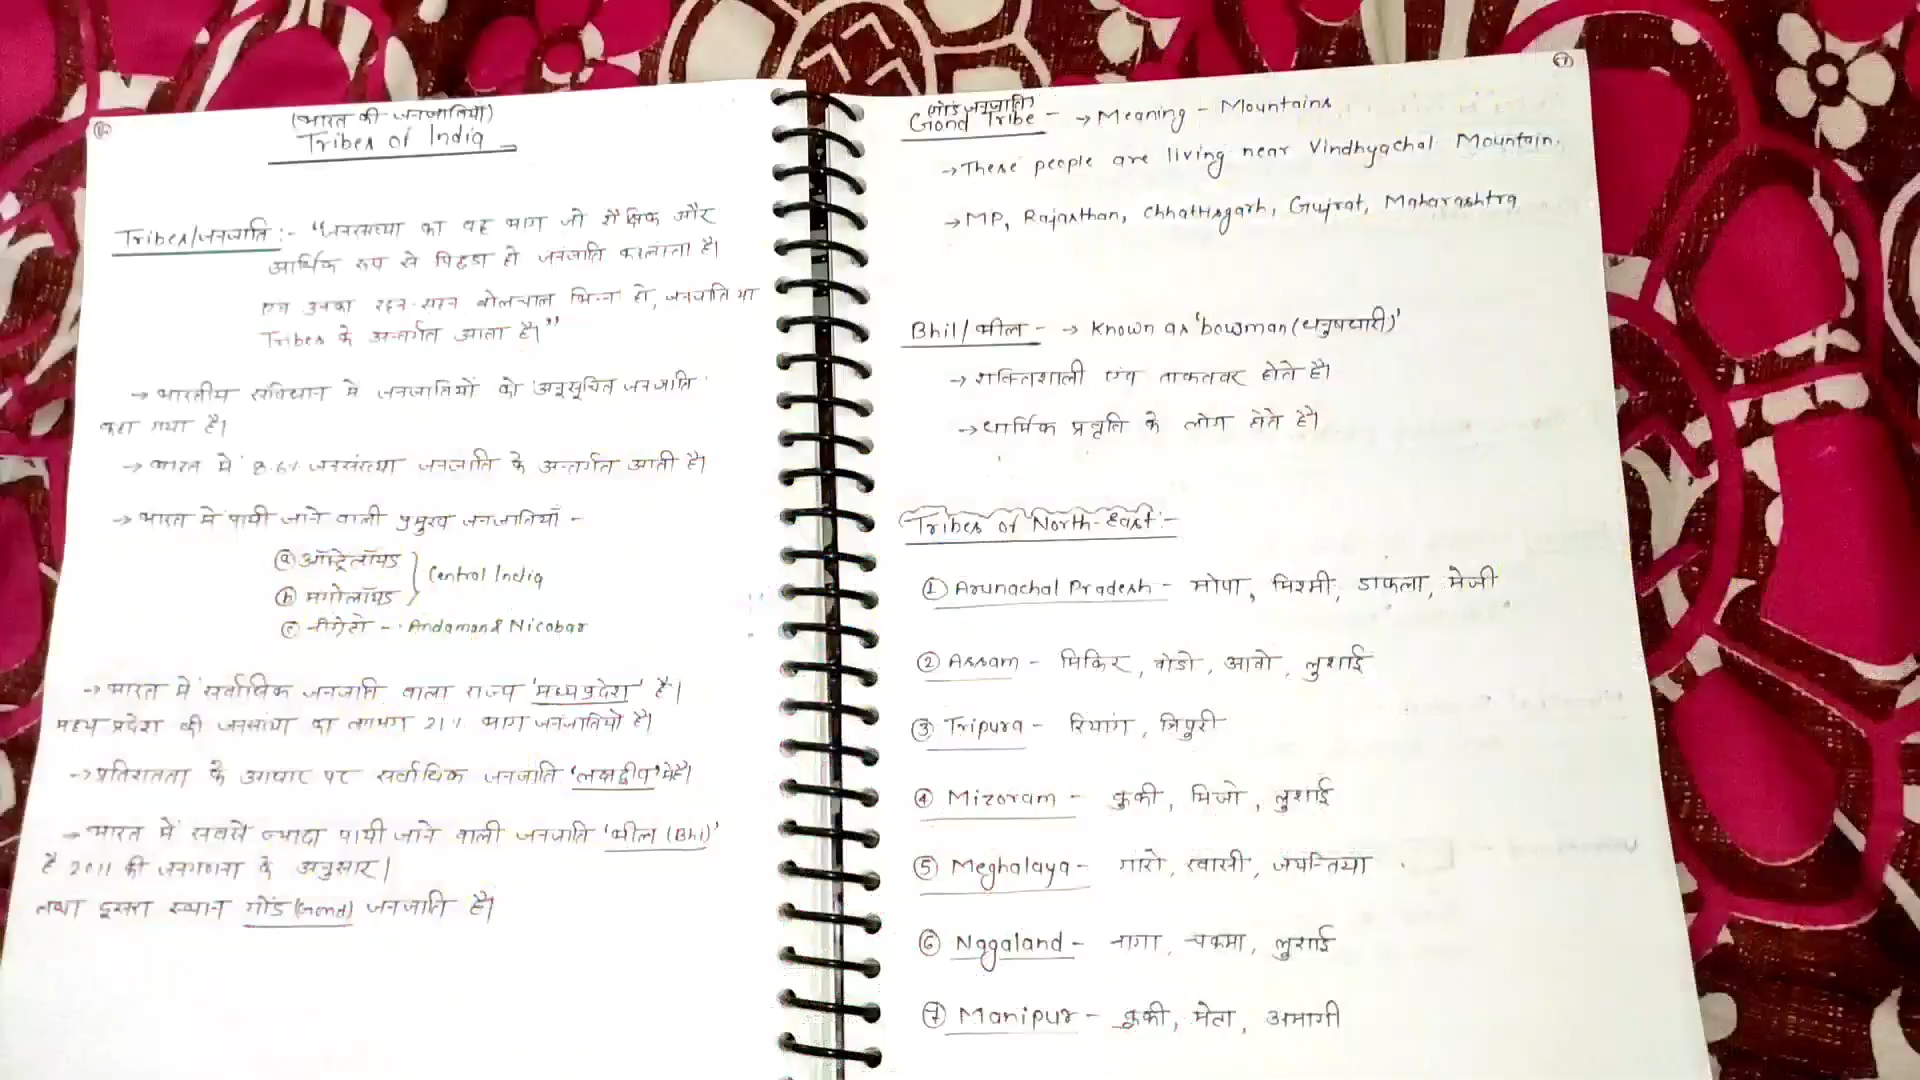 (भारत की जनजातियाँ)
Tribes of India
Tribes/जनजाति :- "जनसंख्या का वह भाग जो शैक्षिक और
आर्थिक रूप से पिछडा हो जनजाति कहलाता है।
एवं उनका रहन-सहन बोलचाल भिन्न हो, जनजाति या
Tribes के अन्तर्गत आता है।"
→ भारतीय संविधान मे जनजातियों को 'अनुसूचित जनजाति'
कहा गया है।
→ भारत में 8.6% जनसंख्या जनजाति के अन्तर्गत आती है।
→ भारत में पायी जाने वाली प्रमुख जनजातियाँ -
ⓐ ऑस्ट्रेलॉयड
ⓑ मंगोलॉयड
Central India
ⓒ नीग्रेटो - Andaman & Nicobar
→ भारत में सर्वाधिक जनजाति वाला राज्य 'मध्यप्रदेश' है।
मध्य प्रदेश की जनसंख्या का लगभग 21% भाग जनजातियों है।
→ प्रतिशतता के आधार पर सर्वाधिक जनजाति 'लक्षद्वीप' मे है।
→ भारत में सबसे ज्यादा पायी जाने वाली जनजाति 'भील (Bhi)'
है 2011 की जनगणना के अनुसार।
तथा दूसरा स्थान गोंड (Gond) जनजाति है।
(गोंड जनजाति)
Gond Tribe - → Meaning - Mountains
→ These people are living near Vindhyachal Mountain.
→ MP, Rajasthan, Chhattisgarh, Gujrat, Maharashtra
Bhil/भील - → Known as 'bowman (धनुषधारी)'
→ शक्तिशाली एंव ताकतवर होते है।
→ धार्मिक प्रवृति के लोग होते है।
Tribes of North-East :-
① Arunachal Pradesh - मोपा, मिश्मी, डाफला, मेजी
② Assam - मिकिर, बोडो, आवो, लुशाई
③ Tripura - रियांग, त्रिपुरी
④ Mizoram - कुकी, मिजो, लुशाई
⑤ Meghalaya - गारो, खासी, जयन्तिया
⑥ Nagaland - नागा, चकमा, लुशाई
⑦ Manipur - कूकी, मेता, अमागी